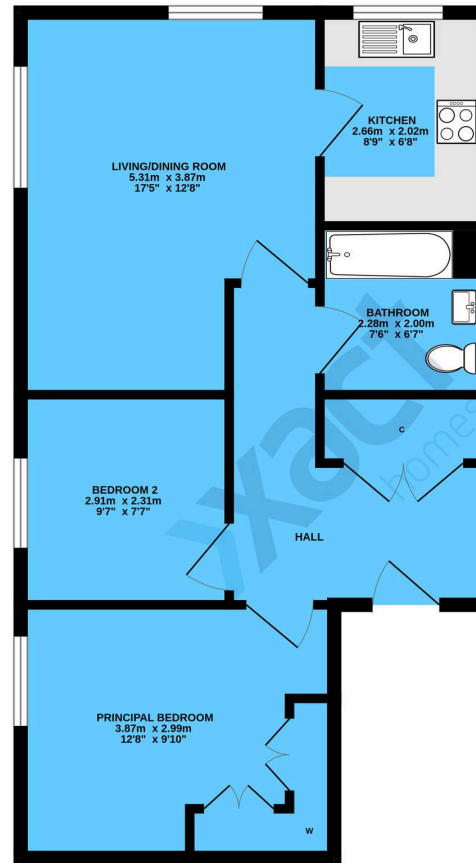 KITCHEN
2.66m x 2.02m
8'9" x 6'8"
LIVING/DINING ROOM
5.31m x 3.87m
17'5" x 12'8"
BATHROOM
2.28m x 2.00m
7'6" x 6'7"
C
BEDROOM 2
2.91m x 2.31m
9'7" x 7'7"
HALL
PRINCIPAL BEDROOM
3.87m x 2.99m
12'8" x 9'10"
W
xact
homes